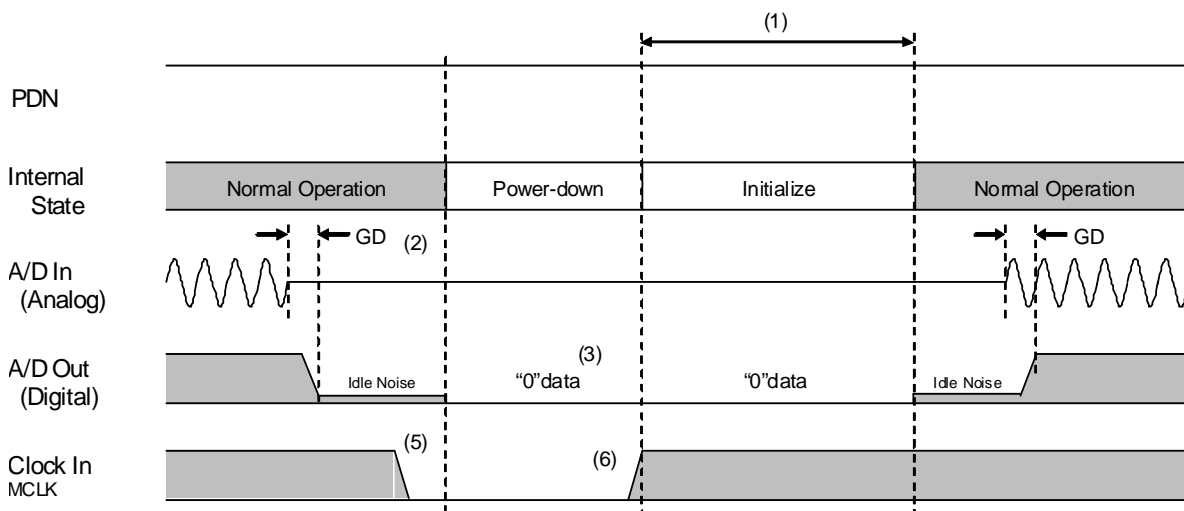 (1)
PDN
Internal
State
Normal Operation
Power-down
Initialize
Normal Operation
GD
(2)
GD
A/D In
(Analog)
(3)
A/D Out
(Digital)
Idle Noise
“0”data
“0”data
Idle Noise
(5)
(6)
Clock In
MCLK